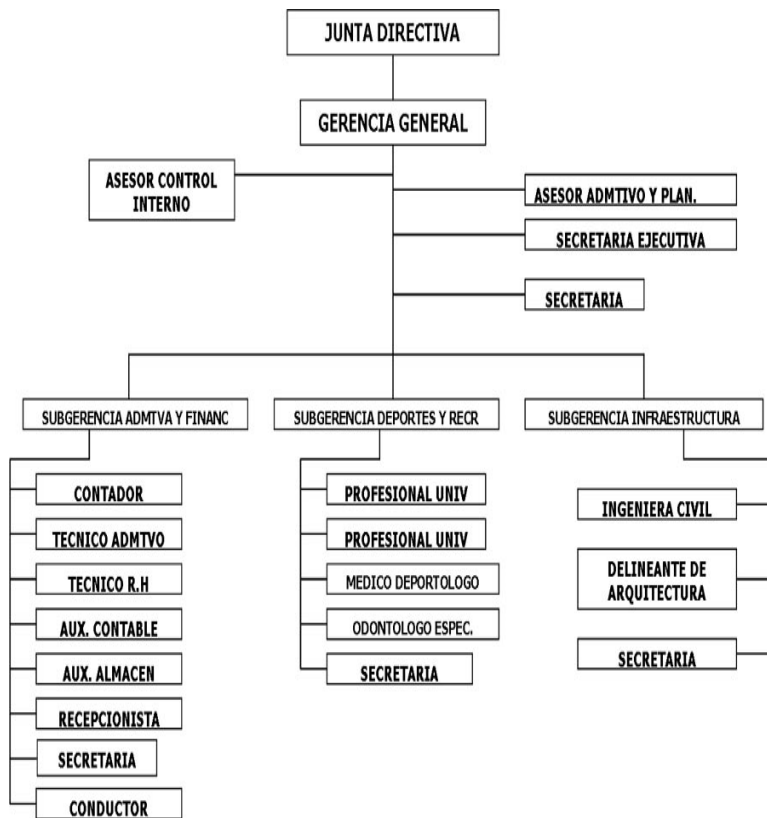 JUNTA DIRECTIVA
GERENCIA GENERAL
ASESOR CONTROL
INTERNO
ASESOR ADMTIVO Y PLAN.
SECRETARIA EJECUTIVA
SECRETARIA
SUBGERENCIA ADMTVA Y FINANC
CONTADOR
TECNICO ADMTVO
TECNICO R.H
AUX. CONTABLE
AUX. ALMACEN
RECEPCIONISTA
SECRETARIA
CONDUCTOR
SUBGERENCIA DEPORTES Y RECR
PROFESIONAL UNIV
PROFESIONAL UNIV
MEDICO DEPORTOLOGO
ODONTOLOGO ESPEC.
SECRETARIA
SUBGERENCIA INFRAESTRUCTURA
INGENIERA CIVIL
DELINEANTE DE
ARQUITECTURA
SECRETARIA